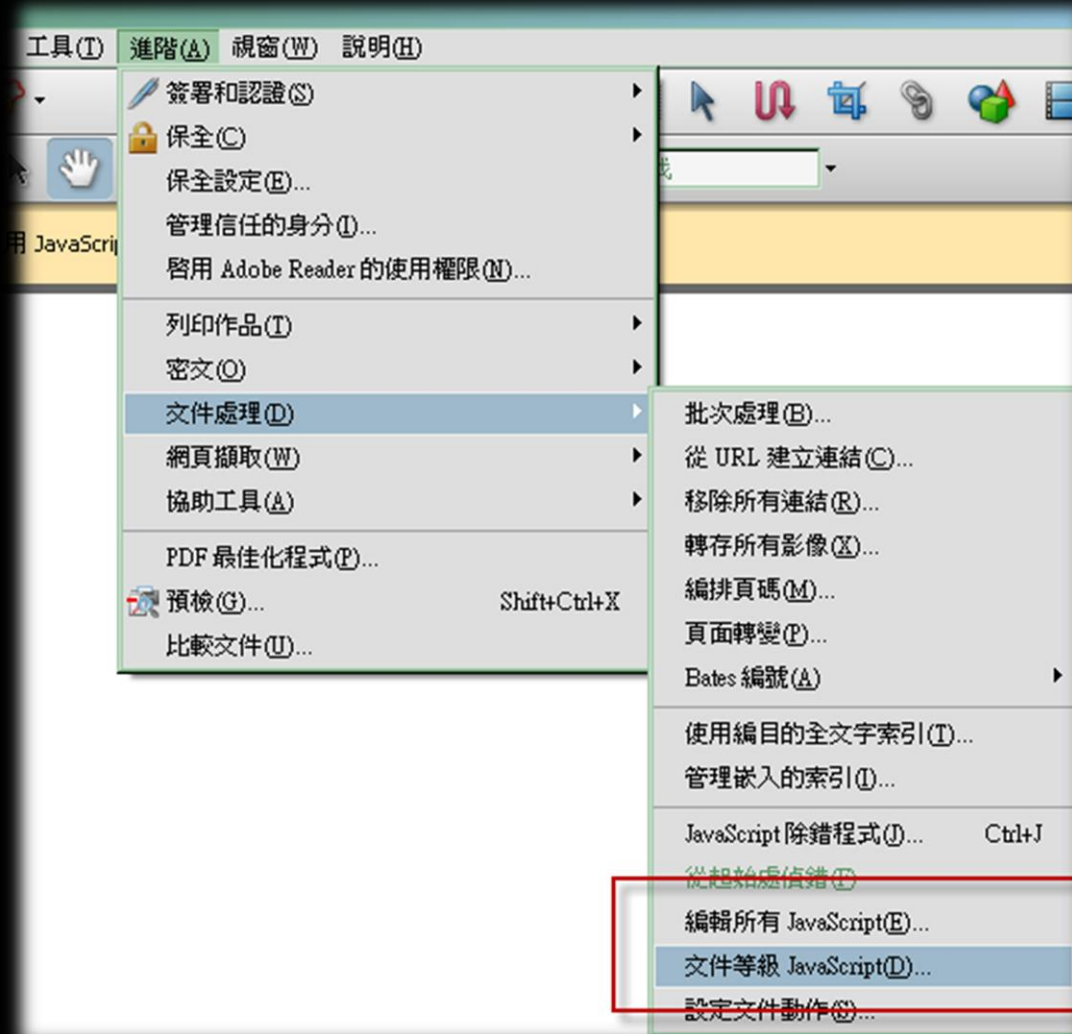 工具(T) 進階(A) 視窗(W) 說明(H)
簽署和認證(S)
保全(C)
保全設定(E)...
管理信任的身分(I)...
用 JavaScrip
啓用 Adobe Reader 的使用權限(N)...
列印作品(T)
密文(O)
文件處理(D)
網頁擷取(W)
協助工具(A)
PDF 最佳化程式(P)...
預檢(G)... Shift+Ctrl+X
比較文件(U)...
批次處理(B)...
從 URL 建立連結(C)...
移除所有連結(R)...
轉存所有影像(X)...
編排頁碼(M)...
頁面轉變(P)...
Bates 編號(A)
使用編目的全文字索引(T)...
管理嵌入的索引(I)...
JavaScript 除錯程式(J)... Ctrl+J
從起始處偵錯(F)
編輯所有 JavaScript(E)...
文件等級 JavaScript(D)...
設定文件動作(S)...